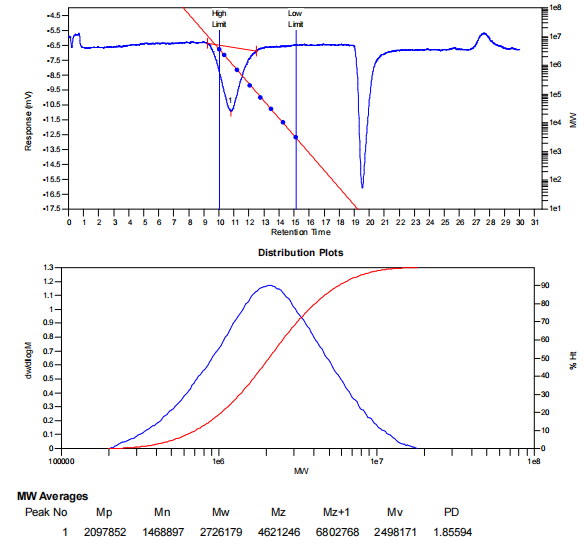 High Limit
Low Limit
Response (mV)
-4.5
-5.5
-6.5
-7.5
-8.5
-9.5
-10.5
-11.5
-12.5
-13.5
-14.5
-15.5
-16.5
-17.5
1
1e8
1e7
1e6
1e5
1e4
1e3
1e2
1e1
MW
0 1 2 3 4 5 6 7 8 9 10 11 12 13 14 15 16 17 18 19 20 21 22 23 24 25 26 27 28 29 30 31
Retention Time
Distribution Plots
dw/dlogM
1.3
1.2
1.1
1
0.9
0.8
0.7
0.6
0.5
0.4
0.3
0.2
0.1
0
90
80
70
60
50
40
30
20
10
0
% Ht
100000 1e6 1e7 1e8
MW
MW Averages
Peak No Mp Mn Mw Mz Mz+1 Mv PD
1 2097852 1468897 2726179 4621246 6802768 2498171 1.85594